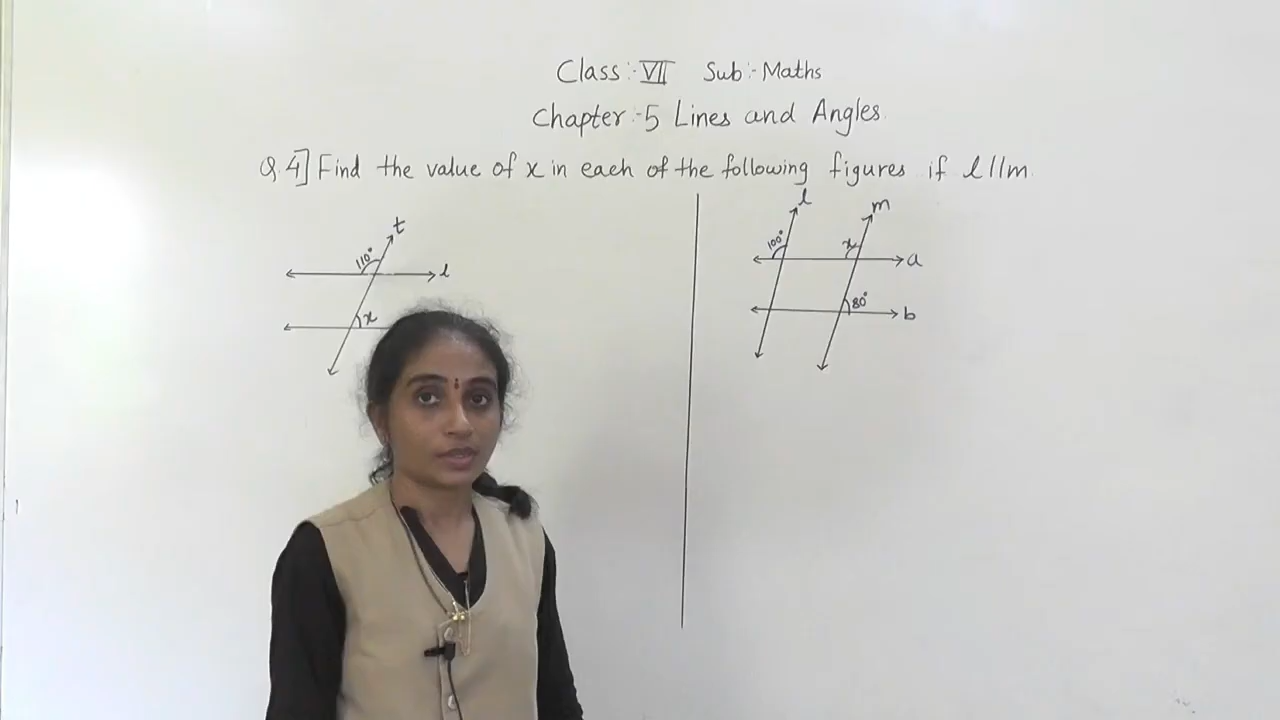 Class:- VII Sub:- Maths
Chapter:-5 Lines and Angles.
Q.4] Find the value of x in each of the following figures if l||m.
t
110°
l
x
l
m
100°
x
a
80°
b